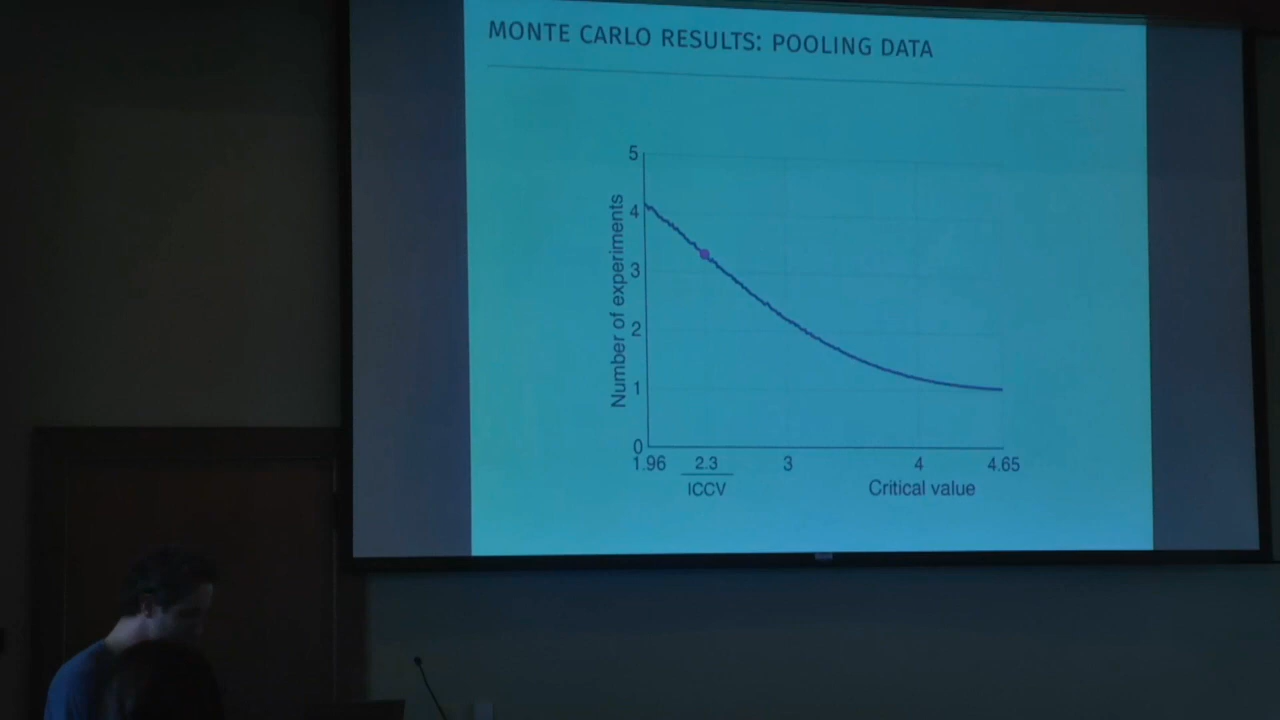 MONTE CARLO RESULTS: POOLING DATA
Number of experiments
5
4
3
2
1
0
1.96 2.3 3 4 4.65
ICCV Critical value